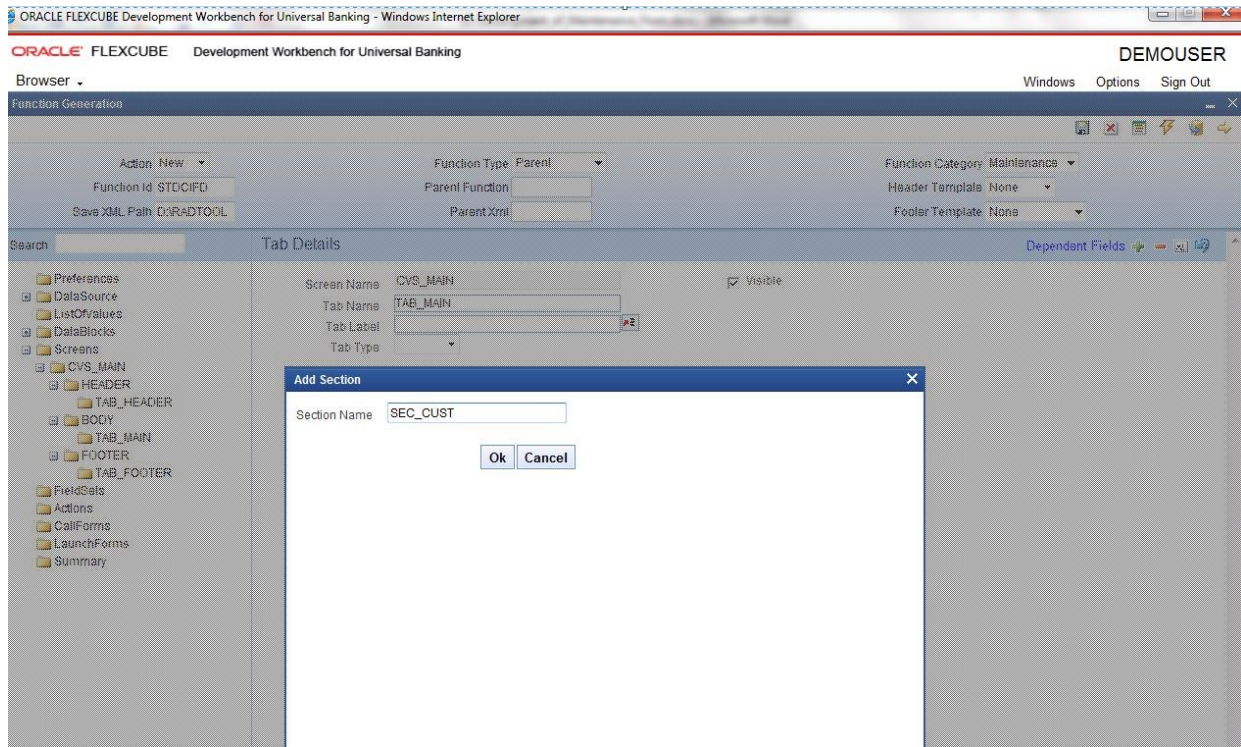 ORACLE FLEXCUBE Development Workbench for Universal Banking - Windows Internet Explorer
ORACLE FLEXCUBE Development Workbench for Universal Banking
DEMOUSER
Browser
Windows Options Sign Out
Function Generation
Action New
Function Type Parent
Function Category Maintenance
Function Id STDCIFD
Parent Function
Header Template None
Save XML Path D:\RADTOOL
Parent Xml
Footer Template None
Search
Tab Details
Dependent Fields
Preferences
DataSource
ListOfValues
DataBlocks
Screens
CVS_MAIN
HEADER
TAB_HEADER
BODY
TAB_MAIN
FOOTER
TAB_FOOTER
FieldSets
Actions
CallForms
LaunchForms
Summary
Screen Name CVS_MAIN
Visible
Tab Name TAB_MAIN
Tab Label
Tab Type
Add Section
Section Name SEC_CUST
Ok Cancel